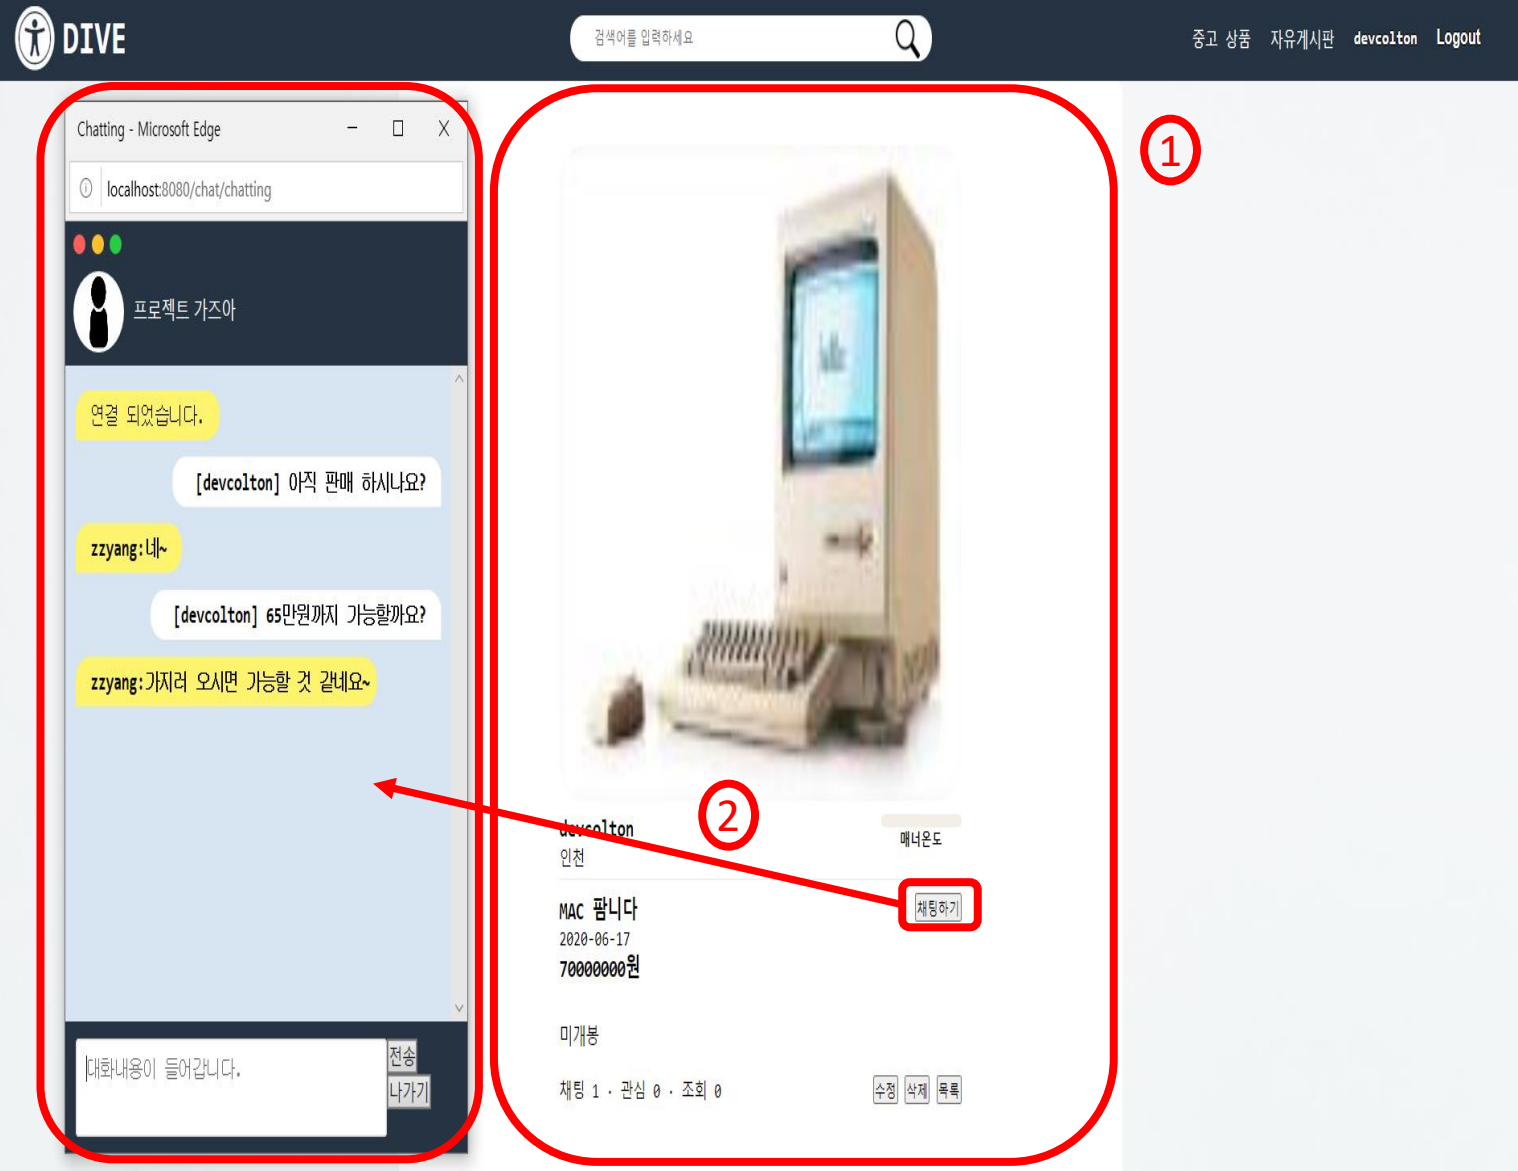 DIVE
검색어를 입력하세요
중고 상품 자유게시판 devcolton Logout
Chatting - Microsoft Edge
localhost:8080/chat/chatting
프로젝트 가즈아
연결 되었습니다.
[devcolton] 아직 판매 하시나요?
zzyang:네~
[devcolton] 65만원까지 가능할까요?
zzyang:가지러 오시면 가능할 것 같네요~
대화내용이 들어갑니다.
전송
나가기
1
hello
2
devcolton
매너온도
인천
MAC 팝니다
채팅하기
2020-06-17
70000000원
미개봉
채팅 1 · 관심 0 · 조회 0
수정 삭제 목록